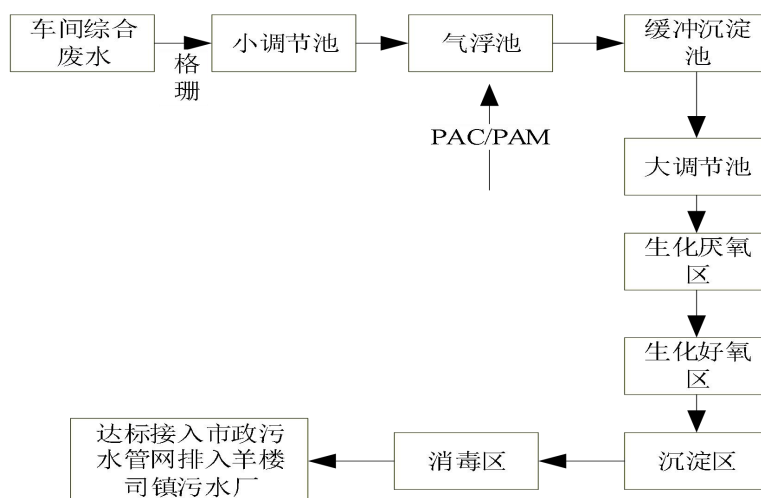 车间综合
废水
格
珊
小调节池
气浮池
缓冲沉淀
池
PAC/PAM
大调节池
生化厌氧
区
生化好氧
区
沉淀区
消毒区
达标接入市政污
水管网排入羊楼
司镇污水厂